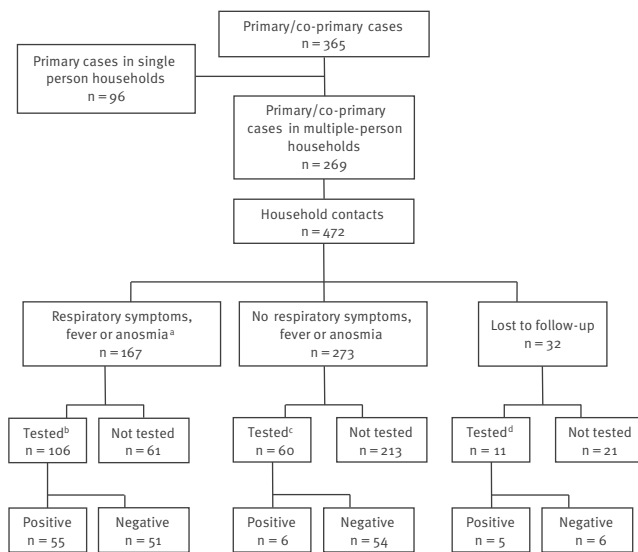 Primary/co-primary cases
n = 365
Primary cases in single
person households
n = 96
Primary/co-primary
cases in multiple-person
households
n = 269
Household contacts
n = 472
Respiratory symptoms,
fever or anosmiaᵃ
n = 167
No respiratory symptoms,
fever or anosmia
n = 273
Lost to follow-up
n = 32
Testedᵇ
n = 106
Not tested
n = 61
Testedᶜ
n = 60
Not tested
n = 213
Testedᵈ
n = 11
Not tested
n = 21
Positive
n = 55
Negative
n = 51
Positive
n = 6
Negative
n = 54
Positive
n = 5
Negative
n = 6